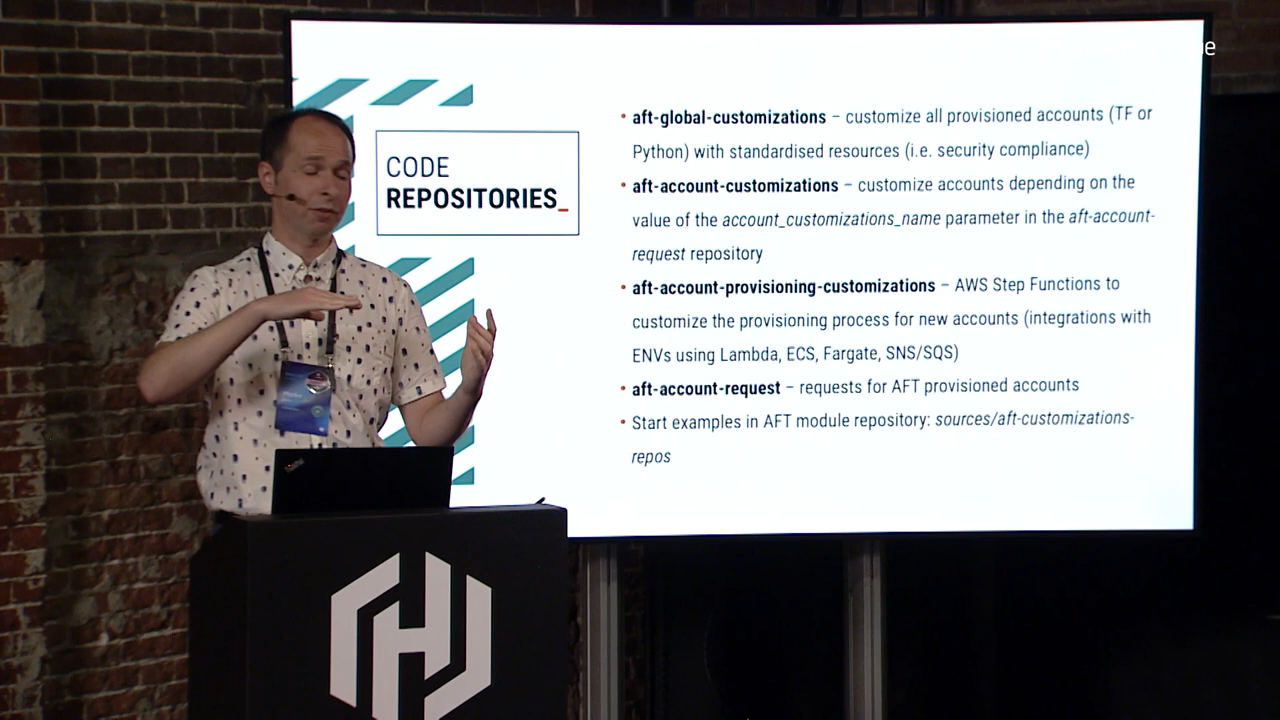 ue
CODE
REPOSITORIES_
• aft-global-customizations – customize all provisioned accounts (TF or
Python) with standardised resources (i.e. security compliance)
• aft-account-customizations – customize accounts depending on the
value of the account_customizations_name parameter in the aft-account-
request repository
• aft-account-provisioning-customizations – AWS Step Functions to
customize the provisioning process for new accounts (integrations with
ENVs using Lambda, ECS, Fargate, SNS/SQS)
• aft-account-request – requests for AFT provisioned accounts
• Start examples in AFT module repository: sources/aft-customizations-
repos